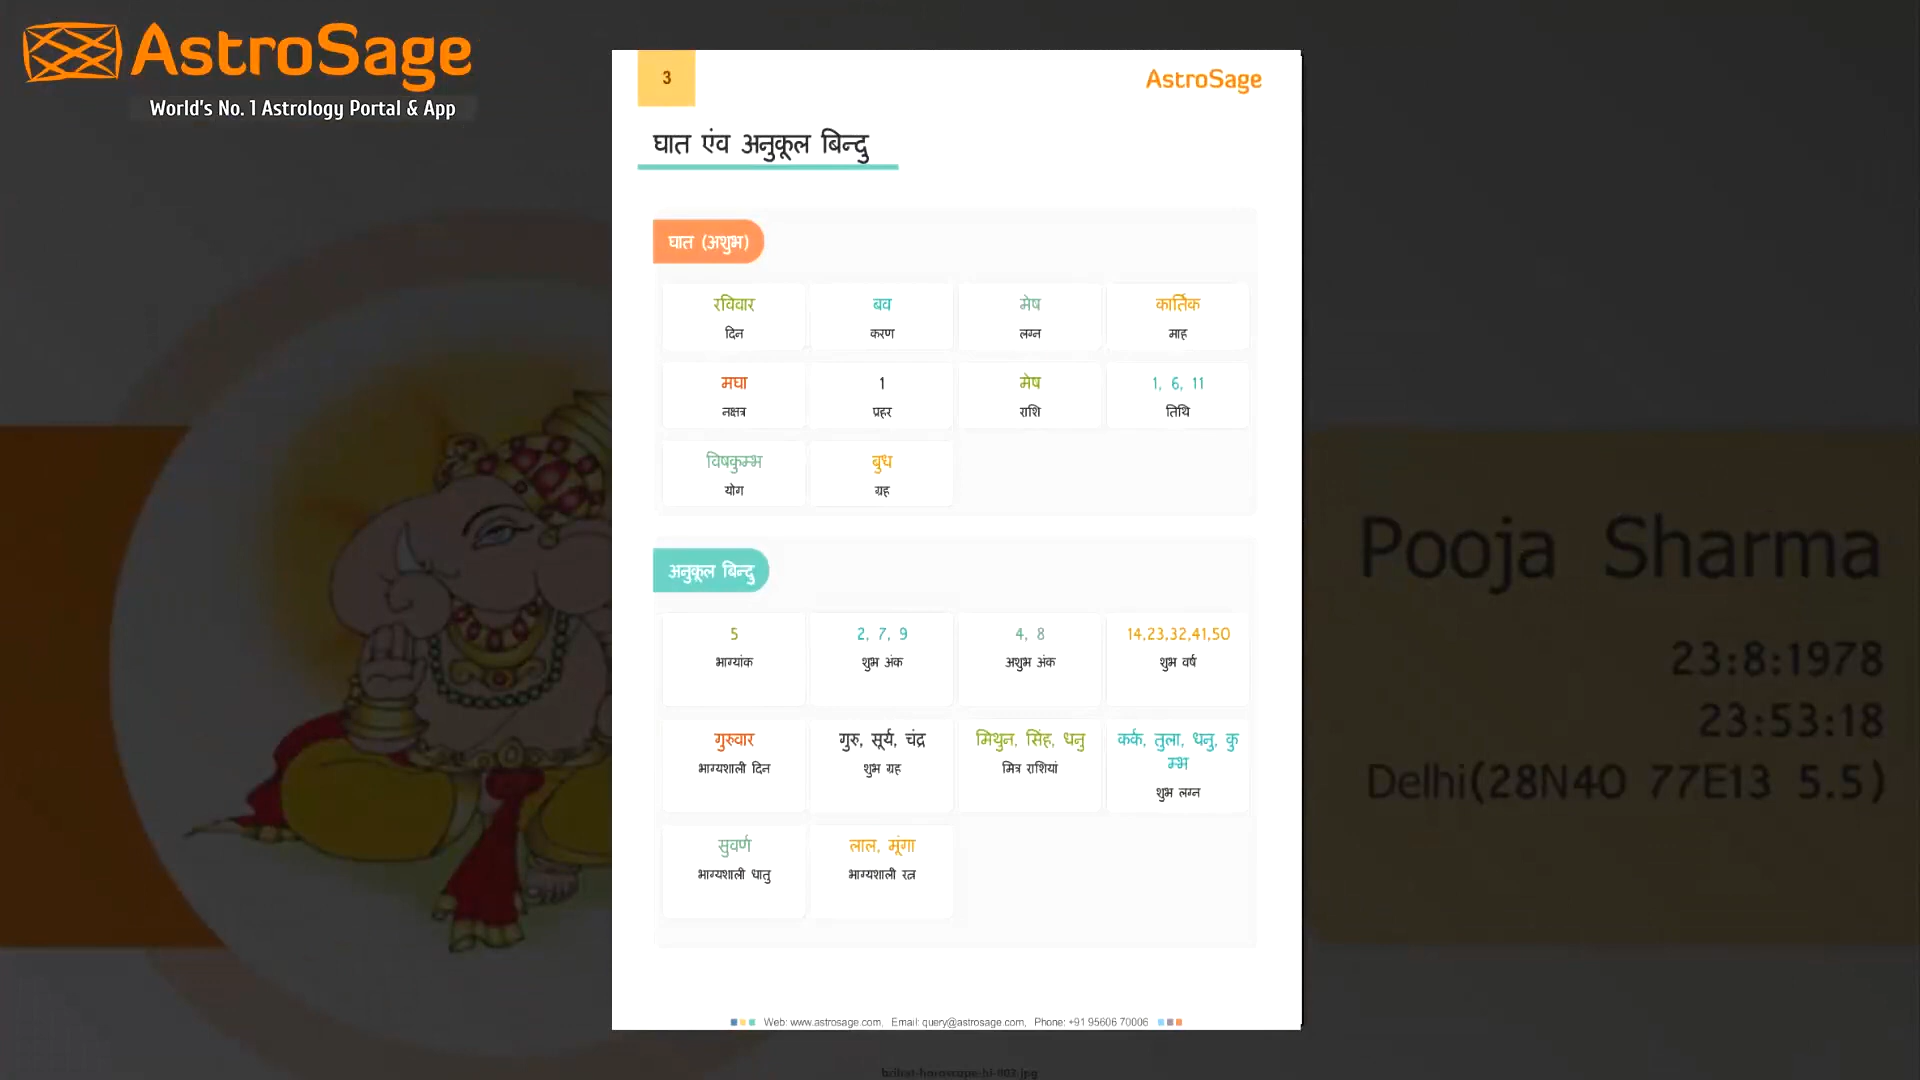 AstroSage
World's No. 1 Astrology Portal & App
3
AstroSage
घात एंव अनुकूल बिन्दु
घात (अशुभ)
रविवार बव मेष कार्तिक
दिन करण लग्न माह
मघा 1 मेष 1, 6, 11
नक्षत्र प्रहर राशि तिथि
विषकुम्भ बुध
योग ग्रह
अनुकूल बिन्दु
5 2, 7, 9 4, 8 14,23,32,41,50
भाग्यांक शुभ अंक अशुभ अंक शुभ वर्ष
गुरुवार गुरु, सूर्य, चंद्र मिथुन, सिंह, धनु कर्क, तुला, धनु, कु
म्भ
भाग्यशाली दिन शुभ ग्रह मित्र राशियां शुभ लग्न
सुवर्ण लाल, मूंगा
भाग्यशाली धातु भाग्यशाली रत्न
Web: www.astrosage.com, Email: query@astrosage.com, Phone: +91 95606 70006
Pooja Sharma
23:8:1978
23:53:18
Delhi(28N40 77E13 5.5)